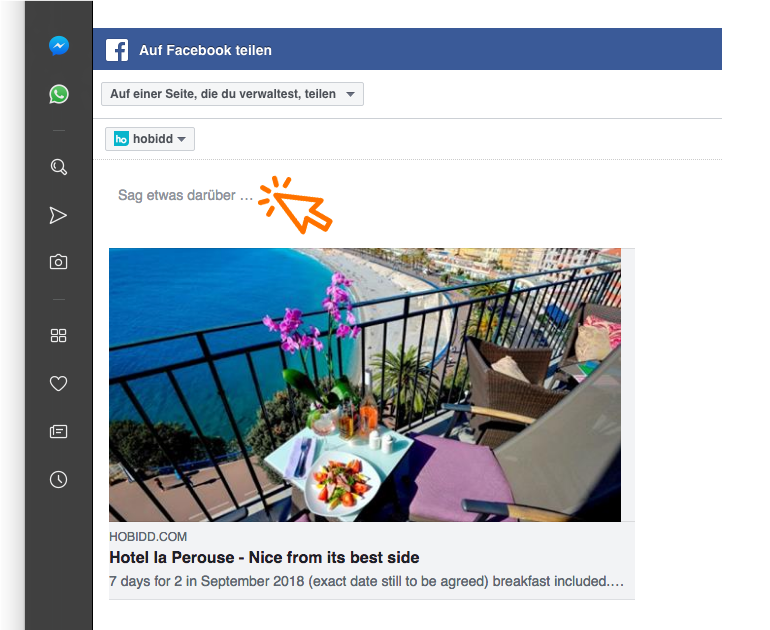 Auf Facebook teilen
Auf einer Seite, die du verwaltest, teilen
ho hobidd
Sag etwas darüber ...
HOBIDD.COM
Hotel la Perouse - Nice from its best side
7 days for 2 in September 2018 (exact date still to be agreed) breakfast included....